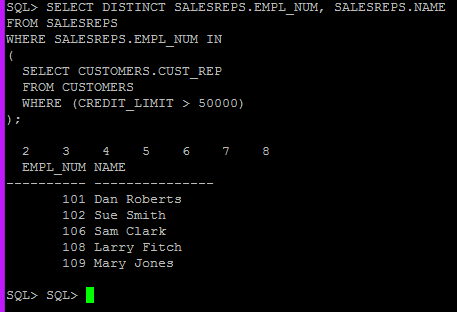 SQL> SELECT DISTINCT SALESREPS.EMPL_NUM, SALESREPS.NAME
FROM SALESREPS
WHERE SALESREPS.EMPL_NUM IN
(
  SELECT CUSTOMERS.CUST_REP
  FROM CUSTOMERS
  WHERE (CREDIT_LIMIT > 50000)
);
  2    3    4    5    6    7    8
  EMPL_NUM NAME
---------- ---------------
       101 Dan Roberts
       102 Sue Smith
       106 Sam Clark
       108 Larry Fitch
       109 Mary Jones
SQL> SQL>